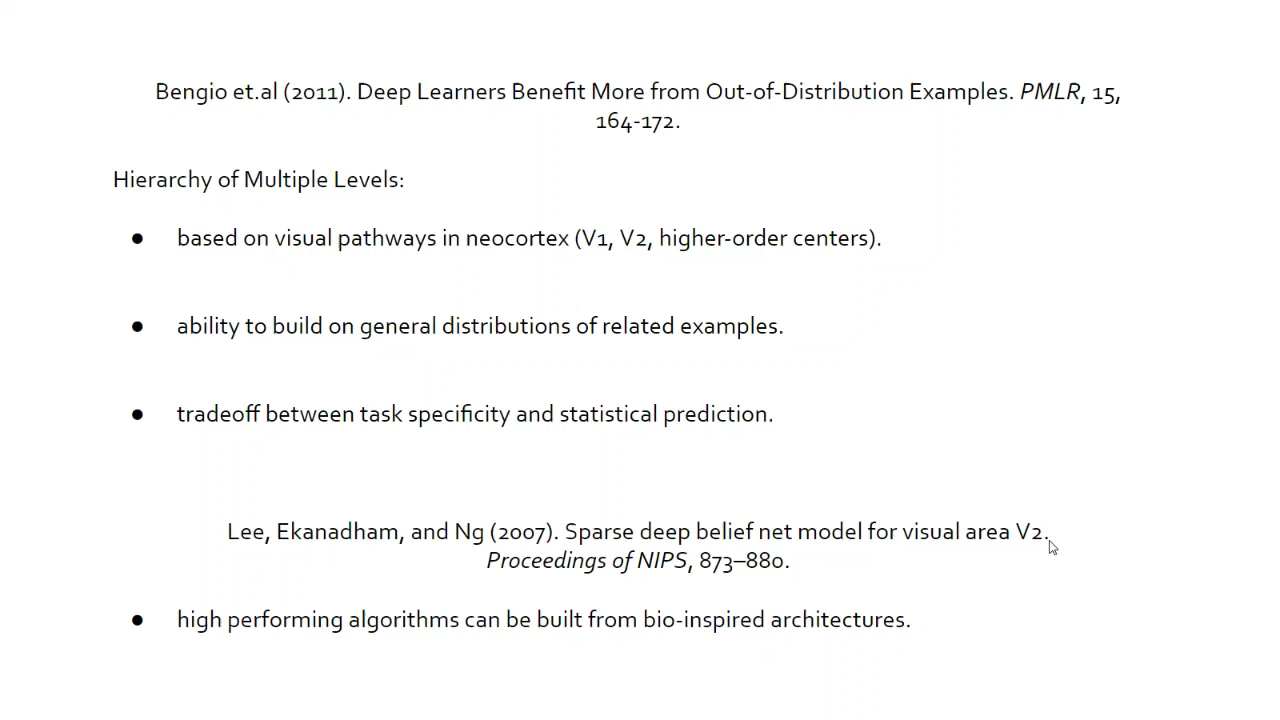 Bengio et.al (2011). Deep Learners Benefit More from Out-of-Distribution Examples. PMLR, 15,
164-172.
Hierarchy of Multiple Levels:
● based on visual pathways in neocortex (V1, V2, higher-order centers).
● ability to build on general distributions of related examples.
● tradeoff between task specificity and statistical prediction.
Lee, Ekanadham, and Ng (2007). Sparse deep belief net model for visual area V2.
Proceedings of NIPS, 873–880.
● high performing algorithms can be built from bio-inspired architectures.